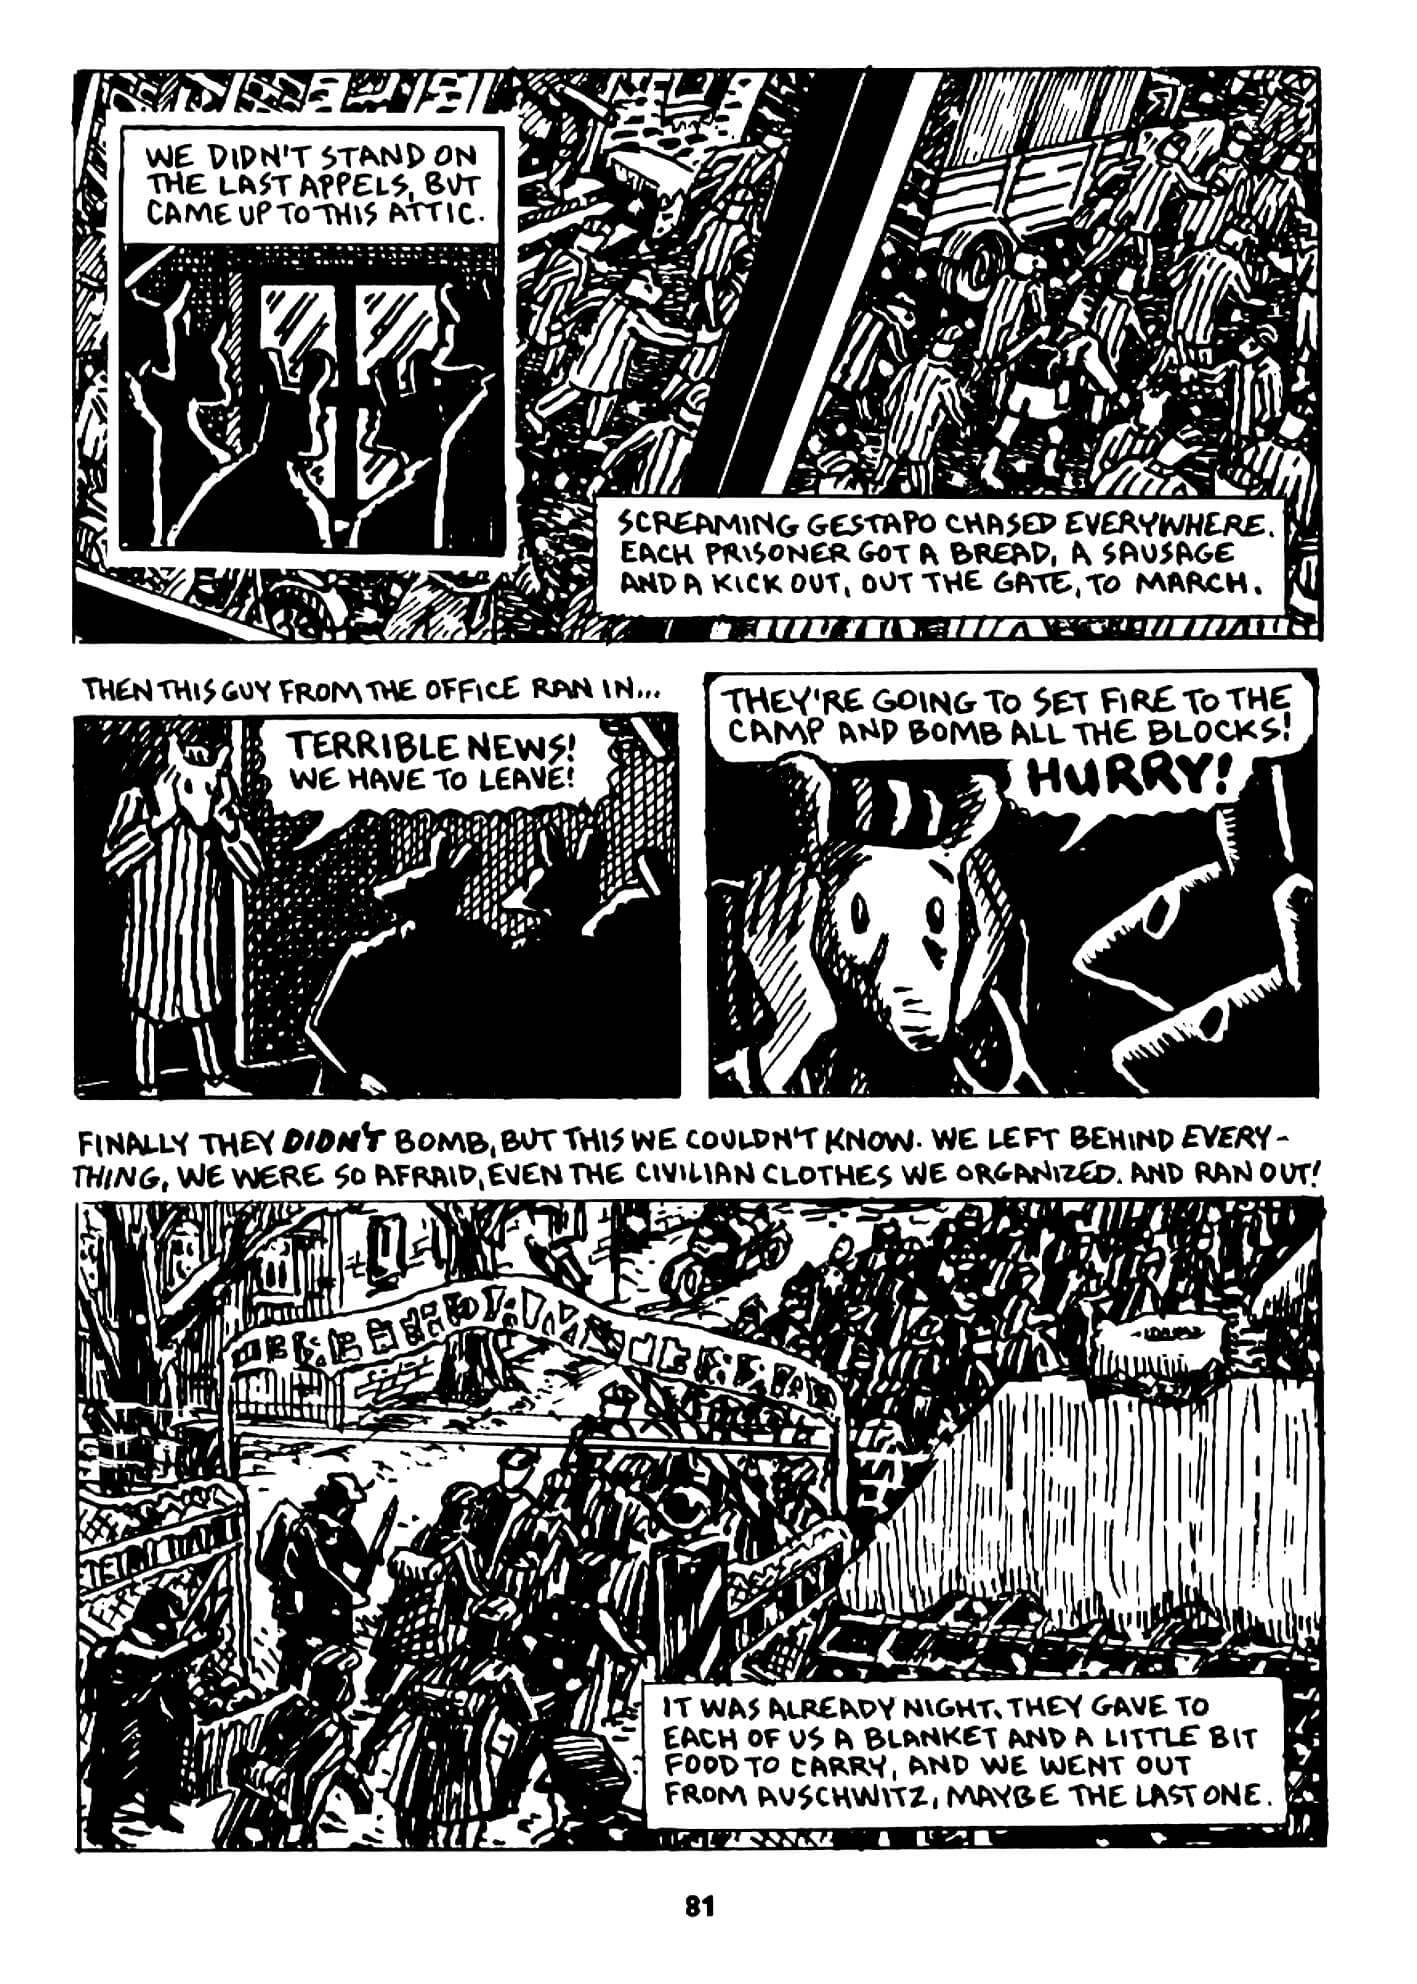 WE DIDN'T STAND ON
THE LAST APPELS, BUT
CAME UP TO THIS ATTIC.
SCREAMING GESTAPO CHASED EVERYWHERE.
EACH PRISONER GOT A BREAD, A SAUSAGE
AND A KICK OUT, OUT THE GATE, TO MARCH.
THEN THIS GUY FROM THE OFFICE RAN IN...
TERRIBLE NEWS!
WE HAVE TO LEAVE!
THEY'RE GOING TO SET FIRE TO THE
CAMP AND BOMB ALL THE BLOCKS!
HURRY!
FINALLY THEY DIDN'T BOMB, BUT THIS WE COULDN'T KNOW. WE LEFT BEHIND EVERY-
THING, WE WERE SO AFRAID, EVEN THE CIVILIAN CLOTHES WE ORGANIZED. AND RAN OUT!
IT WAS ALREADY NIGHT. THEY GAVE TO
EACH OF US A BLANKET AND A LITTLE BIT
FOOD TO CARRY, AND WE WENT OUT
FROM AUSCHWITZ, MAYBE THE LAST ONE.
81